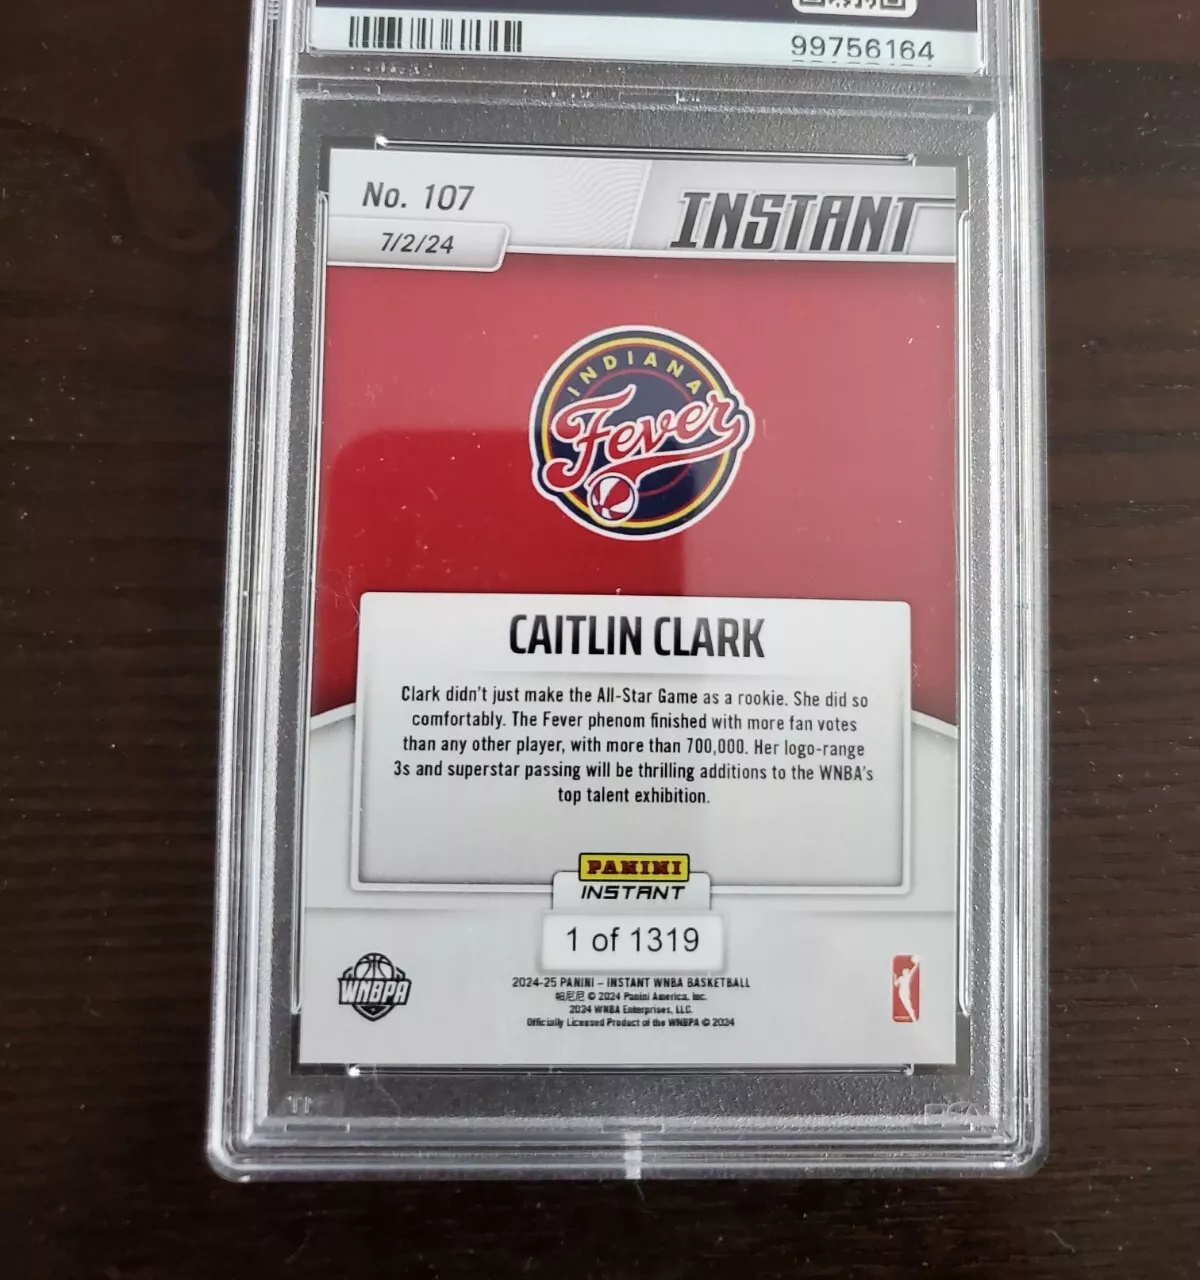 99756164
No. 107
INSTANT
7/2/24
INDIANA
Fever
CAITLIN CLARK
Clark didn't just make the All-Star Game as a rookie. She did so
comfortably. The Fever phenom finished with more fan votes
than any other player, with more than 700,000. Her logo-range
3s and superstar passing will be thrilling additions to the WNBA's
top talent exhibition.
PANINI
INSTANT
1 of 1319
WNBPA
2024-25 PANINI – INSTANT WNBA BASKETBALL
帕尼尼 © 2024 Panini America, Inc.
2024 WNBA Enterprises, LLC.
Officially Licensed Product of the WNBPA © 2024
PSA